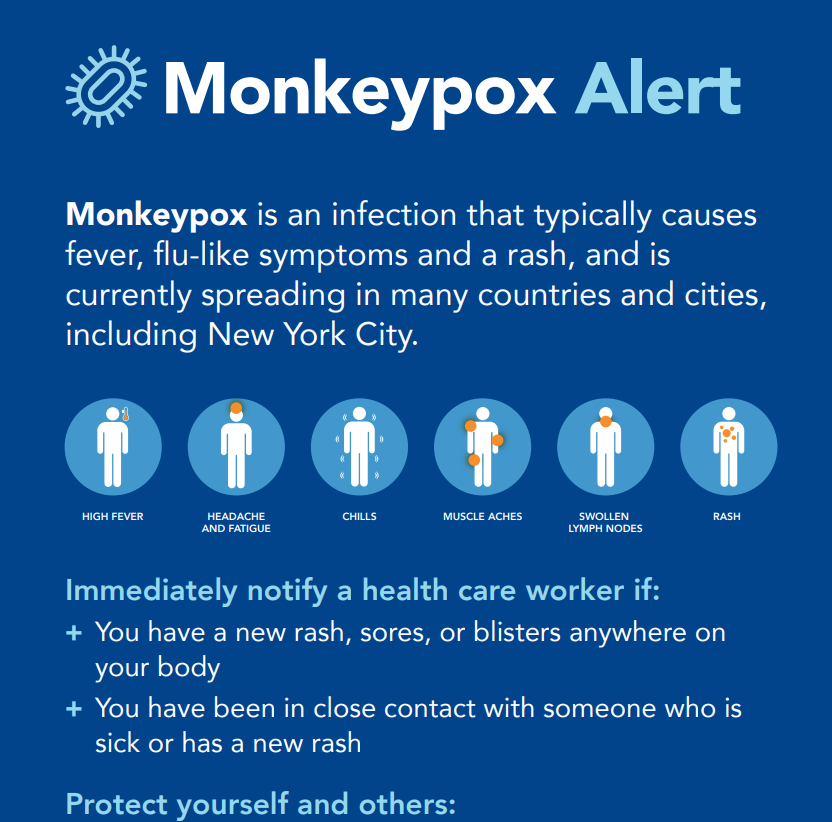 Monkeypox Alert
Monkeypox is an infection that typically causes
fever, flu-like symptoms and a rash, and is
currently spreading in many countries and cities,
including New York City.
HIGH FEVER
HEADACHE
AND FATIGUE
CHILLS
MUSCLE ACHES
SWOLLEN
LYMPH NODES
RASH
Immediately notify a health care worker if:
+ You have a new rash, sores, or blisters anywhere on
your body
+ You have been in close contact with someone who is
sick or has a new rash
Protect yourself and others: